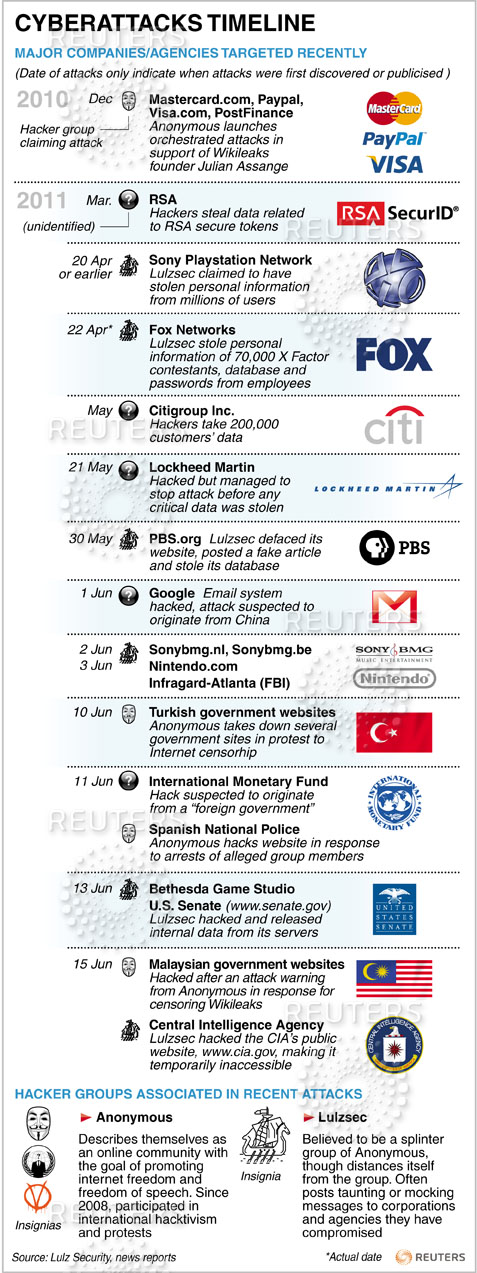 CYBERATTACKS TIMELINE
MAJOR COMPANIES/AGENCIES TARGETED RECENTLY
(Date of attacks only indicate when attacks were first discovered or publicised )
2010
Dec
Hacker group
claiming attack
Mastercard.com, Paypal,
Visa.com, PostFinance
Anonymous launches
orchestrated attacks in
support of Wikileaks
founder Julian Assange
MasterCard
PayPal
VISA
2011
Mar.
(unidentified)
?
RSA
Hackers steal data related
to RSA secure tokens
RSA SecurID®
20 Apr
or earlier
Sony Playstation Network
Lulzsec claimed to have
stolen personal information
from millions of users
22 Apr*
Fox Networks
Lulzsec stole personal
information of 70,000 X Factor
contestants, database and
passwords from employees
FOX
May
?
Citigroup Inc.
Hackers take 200,000
customers' data
citi
21 May
?
Lockheed Martin
Hacked but managed to
stop attack before any
critical data was stolen
LOCKHEED MARTIN
30 May
PBS.org Lulzsec defaced its
website, posted a fake article
and stole its database
PBS
1 Jun
?
Google Email system
hacked, attack suspected to
originate from China
2 Jun
3 Jun
Sonybmg.nl, Sonybmg.be
Nintendo.com
Infragard-Atlanta (FBI)
SONY BMG
MUSIC ENTERTAINMENT
Nintendo
10 Jun
Turkish government websites
Anonymous takes down several
government sites in protest to
Internet censorhip
11 Jun
?
International Monetary Fund
Hack suspected to originate
from a “foreign government”
INTERNATIONAL MONETARY FUND
Spanish National Police
Anonymous hacks website in response
to arrests of alleged group members
13 Jun
Bethesda Game Studio
U.S. Senate (www.senate.gov)
Lulzsec hacked and released
internal data from its servers
UNITED
STATES
SENATE
15 Jun
Malaysian government websites
Hacked after an attack warning
from Anonymous in response for
censoring Wikileaks
Central Intelligence Agency
Lulzsec hacked the CIA's public
website, www.cia.gov, making it
temporarily inaccessible
CENTRAL INTELLIGENCE AGENCY
HACKER GROUPS ASSOCIATED IN RECENT ATTACKS
Insignias
Anonymous
Describes themselves as
an online community with
the goal of promoting
internet freedom and
freedom of speech. Since
2008, participated in
international hacktivism
and protests
Insignia
Lulzsec
Believed to be a splinter
group of Anonymous,
though distances itself
from the group. Often
posts taunting or mocking
messages to corporations
and agencies they have
compromised
Source: Lulz Security, news reports
*Actual date
REUTERS